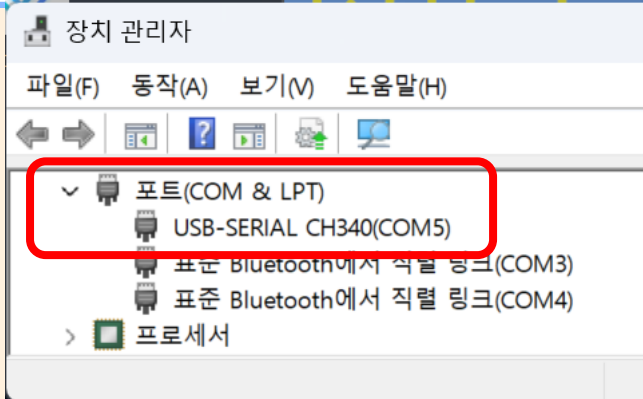 장치 관리자
파일(F) 동작(A) 보기(V) 도움말(H)
포트(COM & LPT)
USB-SERIAL CH340(COM5)
표준 Bluetooth에서 직렬 링크(COM3)
표준 Bluetooth에서 직렬 링크(COM4)
프로세서